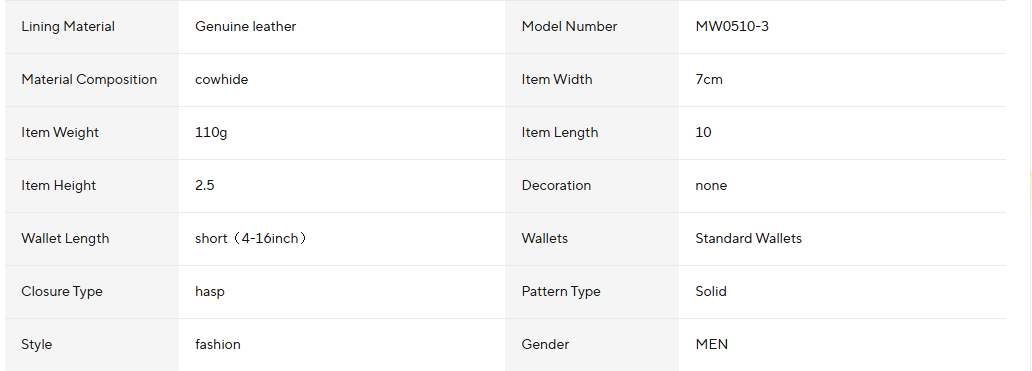 Lining Material Genuine leather Model Number MW0510-3
Material Composition cowhide Item Width 7cm
Item Weight 110g Item Length 10
Item Height 2.5 Decoration none
Wallet Length short（4-16inch） Wallets Standard Wallets
Closure Type hasp Pattern Type Solid
Style fashion Gender MEN